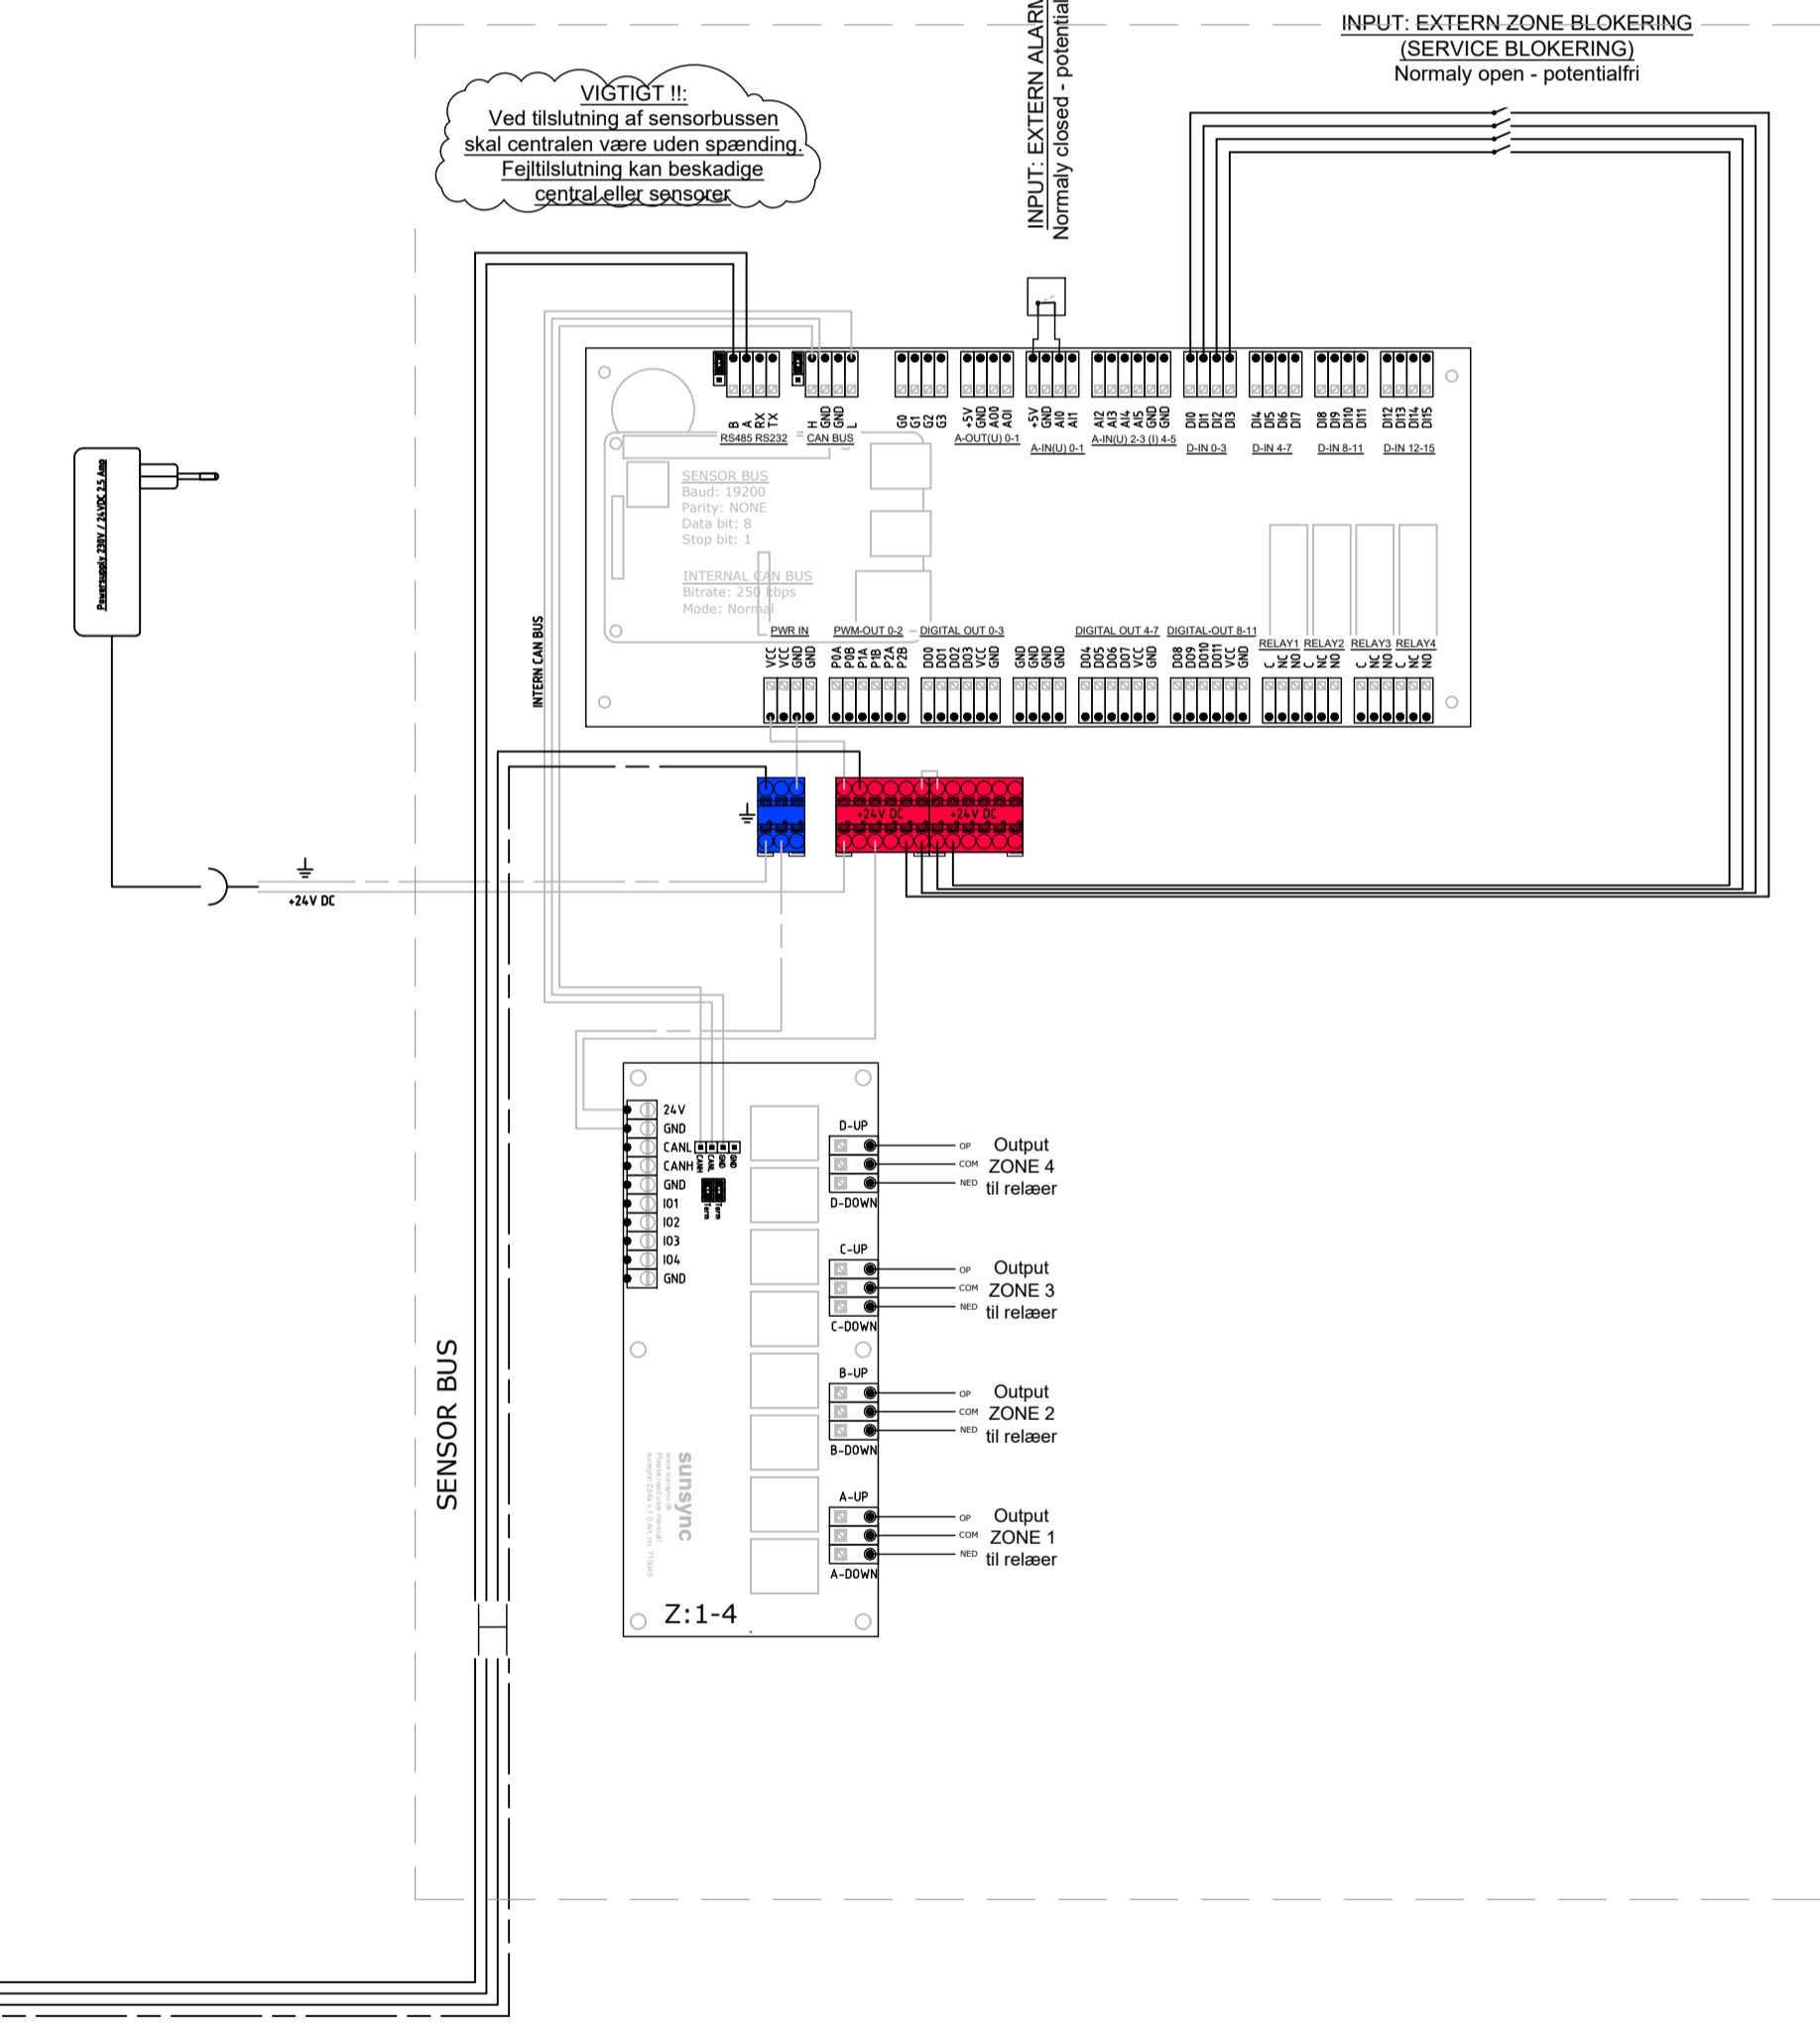 INPUT: EXTERN ZONE BLOKERING
(SERVICE BLOKERING)
Normaly open - potentialfri
INPUT: EXTERN ALARM
Normaly closed - potential
VIGTIGT !!:
Ved tilslutning af sensorbussen
skal centralen være uden spænding.
Fejltilslutning kan beskadige
central eller sensorer
Powersupply 230V / 24VDC 2.5 Amp
B A RX TX
RS485 RS232
H GND GND L
CAN BUS
G0 G1 G2 G3
+5V GND AO0 AO1
A-OUT(U) 0-1
+5V GND AI0 AI1
A-IN(U) 0-1
AI2 AI3 AI4 AI5 GND GND
A-IN(U) 2-3 (I) 4-5
DI0 DI1 DI2 DI3
D-IN 0-3
DI4 DI5 DI6 DI7
D-IN 4-7
DI8 DI9 DI10 DI11
D-IN 8-11
DI12 DI13 DI14 DI15
D-IN 12-15
SENSOR BUS
Baud: 19200
Parity: NONE
Data bit: 8
Stop bit: 1
INTERNAL CAN BUS
Bitrate: 250 kbps
Mode: Normal
INTERN CAN BUS
PWR IN
VCC VCC GND GND
PWM-OUT 0-2
P0A P0B P1A P1B P2A P2B
DIGITAL OUT 0-3
DO0 DO1 DO2 DO3 VCC GND
GND GND GND GND
DIGITAL OUT 4-7
DO4 DO5 DO6 DO7 VCC GND
DIGITAL-OUT 8-11
DO8 DO9 DO10 DO11 VCC GND
RELAY1 RELAY2 RELAY3 RELAY4
C NC NO C NC NO C NC NO C NC NO
+24V DC
+24V DC
+24V DC
SENSOR BUS
24V
GND
CANL
CANH
GND
IO1
IO2
IO3
IO4
GND
CANH CANL GND GND
Term Term
D-UP
OP
COM
NED
D-DOWN
Output
ZONE 4
til relæer
C-UP
OP
COM
NED
C-DOWN
Output
ZONE 3
til relæer
B-UP
OP
COM
NED
B-DOWN
Output
ZONE 2
til relæer
A-UP
OP
COM
NED
A-DOWN
Output
ZONE 1
til relæer
sunsync
www.sunsync.dk
Please read user manual!
Z:1-4